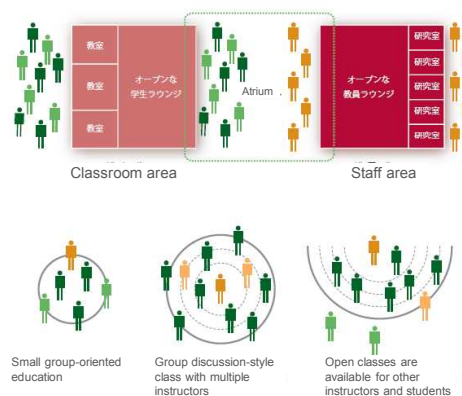 教室
教室
教室
オープンな
学生ラウンジ
Atrium
オープンな
教員ラウンジ
研究室
研究室
研究室
研究室
研究室
Classroom area
Staff area
Small group-oriented
education
Group discussion-style
class with multiple
instructors
Open classes are
available for other
instructors and students